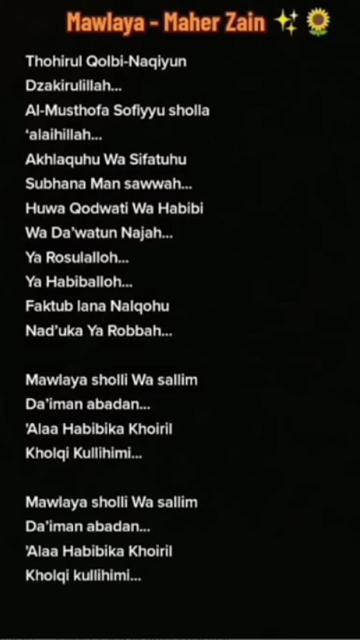 Mawlaya - Maher Zain ✨🌻
Thohirul Qolbi-Naqiyun
Dzakirulillah...
Al-Musthofa Sofiyyu sholla
‘alaihillah...
Akhlaquhu Wa Sifatuhu
Subhana Man sawwah...
Huwa Qodwati Wa Habibi
Wa Da’watun Najah...
Ya Rosulalloh...
Ya Habiballoh...
Faktub lana Nalqohu
Nad’uka Ya Robbah...

Mawlaya sholli Wa sallim
Da’iman abadan...
’Alaa Habibika Khoiril
Kholqi Kullihimi...

Mawlaya sholli Wa sallim
Da’iman abadan...
’Alaa Habibika Khoiril
Kholqi kullihimi...